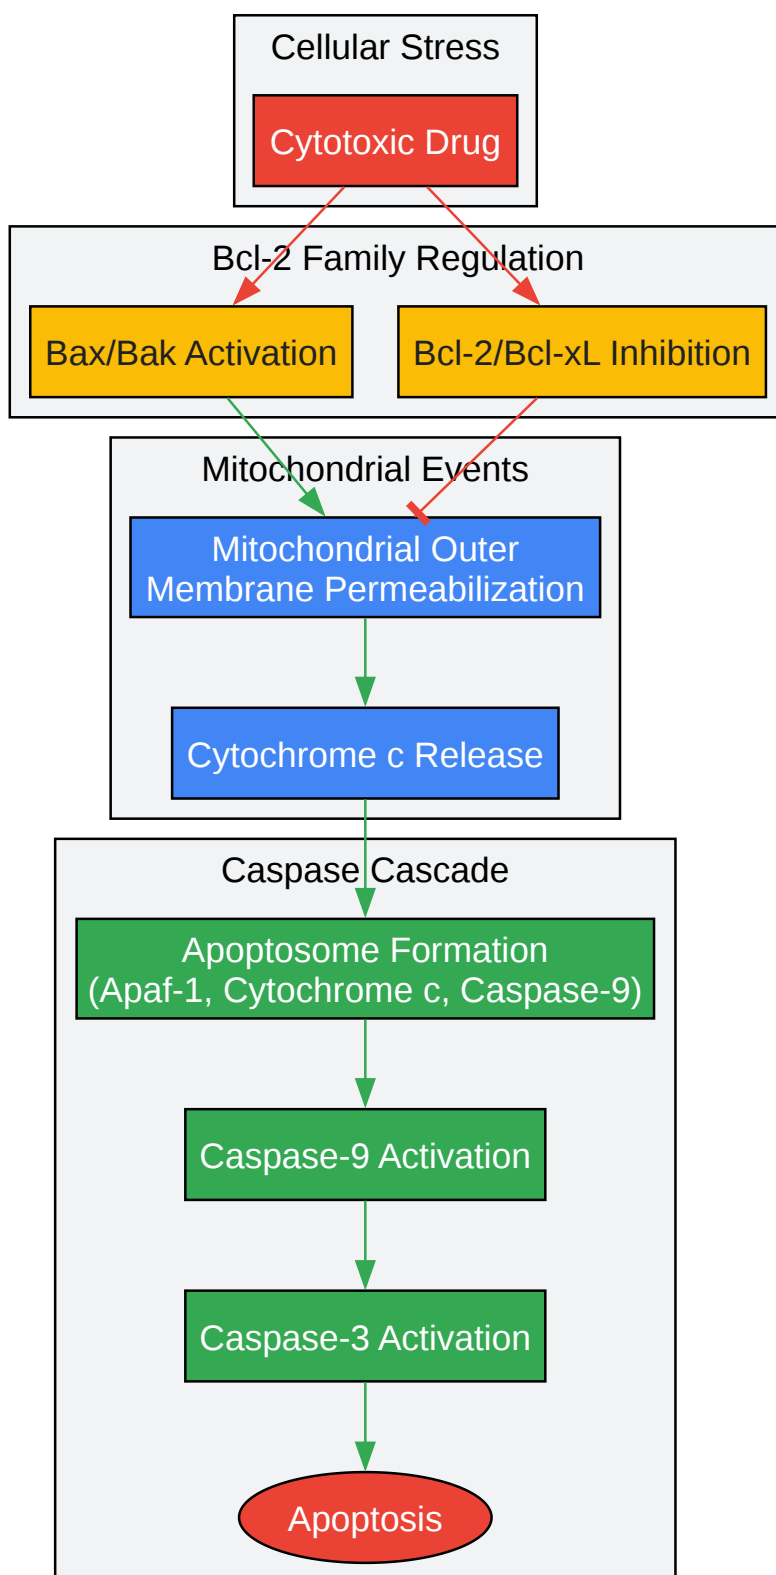 Cellular Stress
Cytotoxic Drug
Bcl-2 Family Regulation
Bax/Bak Activation
Bcl-2/Bcl-xL Inhibition
Mitochondrial Events
Mitochondrial Outer
Membrane Permeabilization
Cytochrome c Release
Caspase Cascade
Apoptosome Formation
(Apaf-1, Cytochrome c, Caspase-9)
Caspase-9 Activation
Caspase-3 Activation
Apoptosis